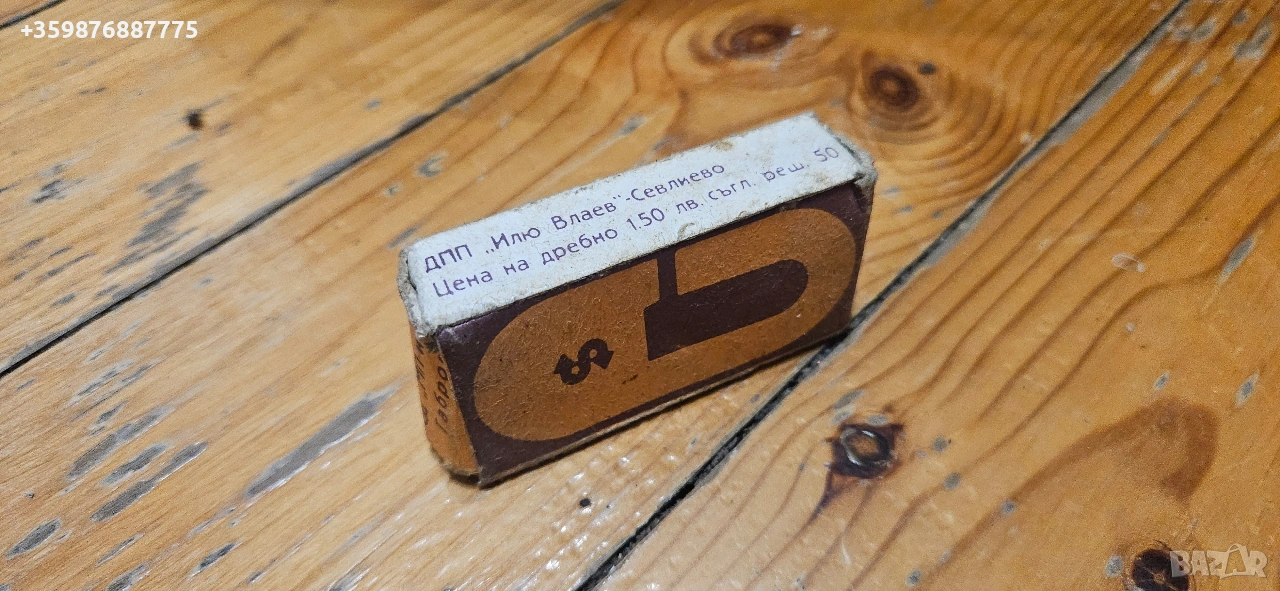 +359876887775
ДПП „Илю Влаев"-Севлиево
Цена на дребно 1.50 лв. съгл. реш. 50
BAZAR